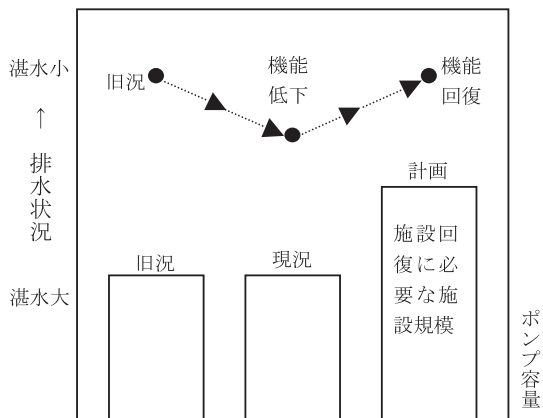 湛水小
↑
排水状況
湛水大
旧況
機能
低下
機能
回復
旧況
現況
計画
施設回
復に必
要な施
設規模
ポンプ容量